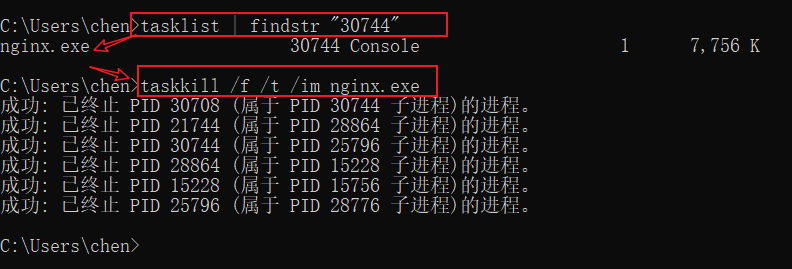 C:\Users\chen>tasklist | findstr "30744"
nginx.exe                    30744 Console                    1      7,756 K
C:\Users\chen>taskkill /f /t /im nginx.exe
成功: 已终止 PID 30708 (属于 PID 30744 子进程)的进程。
成功: 已终止 PID 21744 (属于 PID 28864 子进程)的进程。
成功: 已终止 PID 30744 (属于 PID 25796 子进程)的进程。
成功: 已终止 PID 28864 (属于 PID 15228 子进程)的进程。
成功: 已终止 PID 15228 (属于 PID 15756 子进程)的进程。
成功: 已终止 PID 25796 (属于 PID 28776 子进程)的进程。
C:\Users\chen>